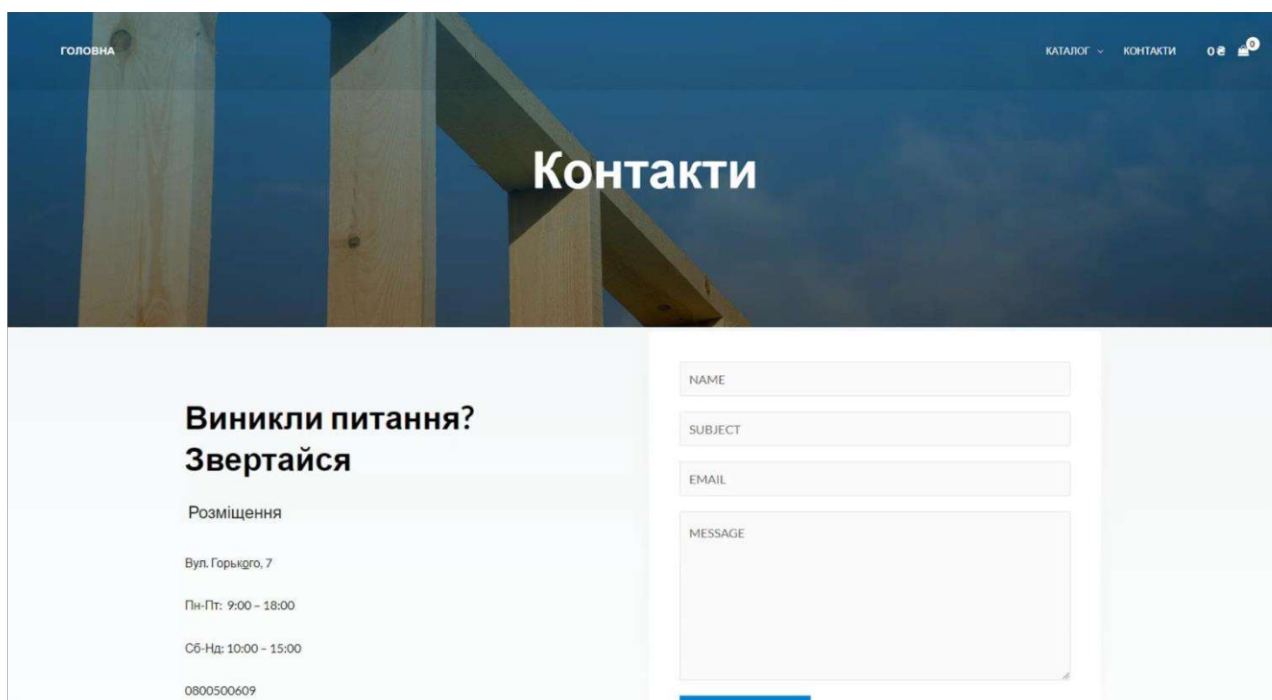 ГОЛОВНА
КАТАЛОГ КОНТАКТИ 0 ₴ 0
Контакти
Виникли питання?
Звертайся
Розміщення
Вул. Горького, 7
Пн-Пт: 9:00 – 18:00
Сб-Нд: 10:00 – 15:00
0800500609
NAME
SUBJECT
EMAIL
MESSAGE